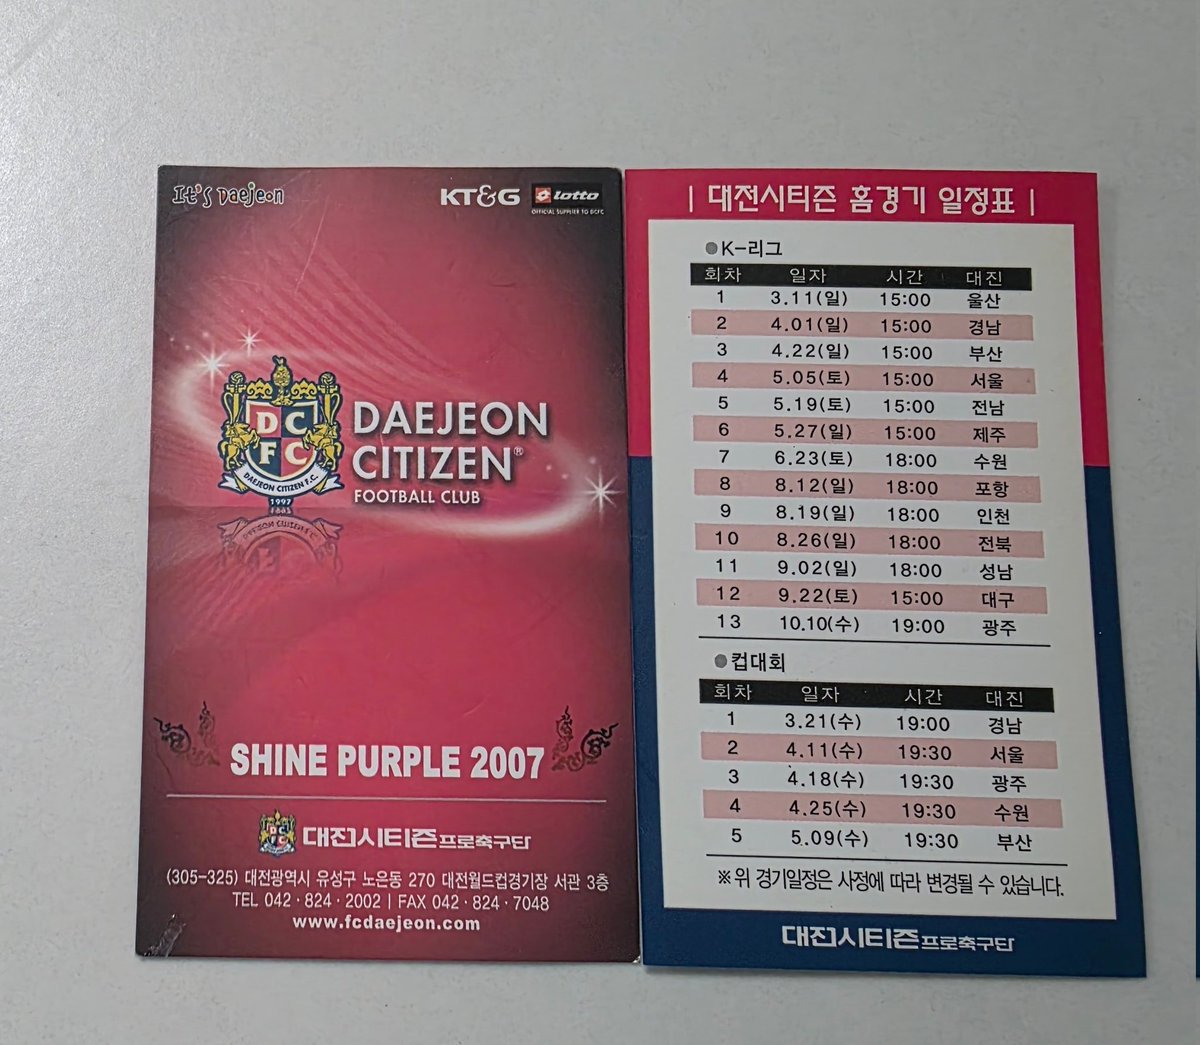 It's Daejeon
KT&G lotto
OFFICIAL SUPPLIER TO DCFC
DC
FC
DAEJEON CITIZEN F.C.
1997
DAEJEON
CITIZEN®
FOOTBALL CLUB
SHINE PURPLE 2007
대전시티즌프로축구단
(305-325) 대전광역시 유성구 노은동 270 대전월드컵경기장 서관 3층
TEL 042·824·2002 | FAX 042·824·7048
www.fcdaejeon.com
| 대전시티즌 홈경기 일정표 |
●K-리그
회차 일자 시간 대진
1 3.11(일) 15:00 울산
2 4.01(일) 15:00 경남
3 4.22(일) 15:00 부산
4 5.05(토) 15:00 서울
5 5.19(토) 15:00 전남
6 5.27(일) 15:00 제주
7 6.23(토) 18:00 수원
8 8.12(일) 18:00 포항
9 8.19(일) 18:00 인천
10 8.26(일) 18:00 전북
11 9.02(일) 18:00 성남
12 9.22(토) 15:00 대구
13 10.10(수) 19:00 광주
●컵대회
회차 일자 시간 대진
1 3.21(수) 19:00 경남
2 4.11(수) 19:30 서울
3 4.18(수) 19:30 광주
4 4.25(수) 19:30 수원
5 5.09(수) 19:30 부산
※위 경기일정은 사정에 따라 변경될 수 있습니다.
대전시티즌프로축구단